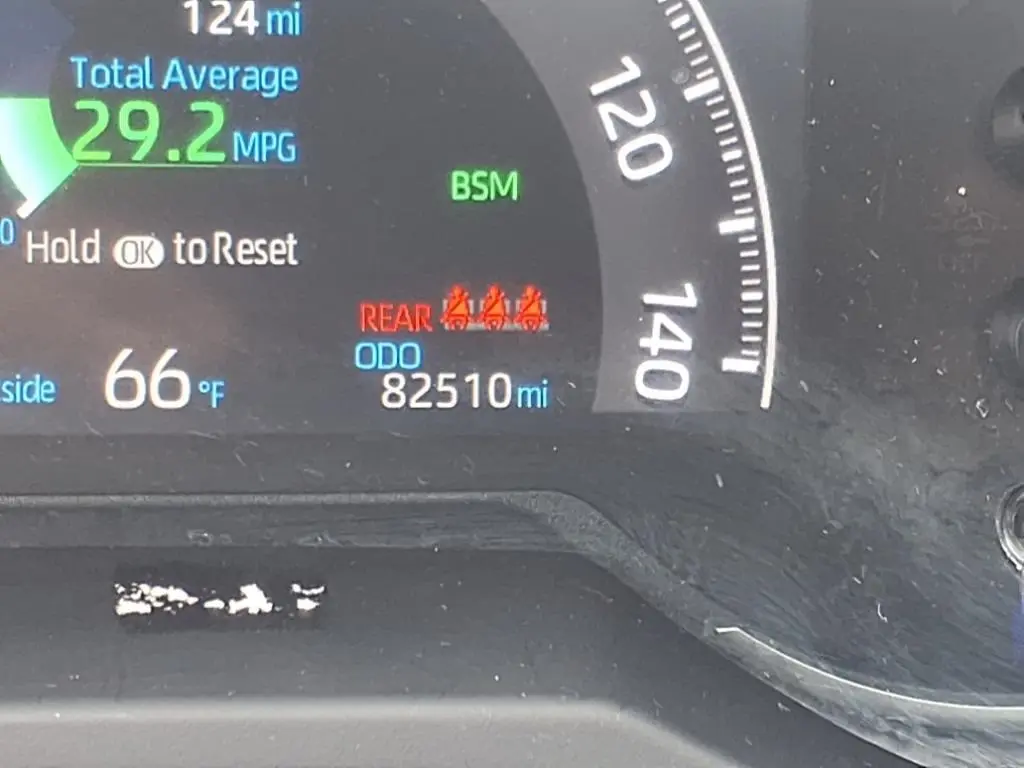 124 mi
Total Average
29.2 MPG
120
BSM
0 Hold OK to Reset
REAR
140
ODO
side 66 °F
82510 mi